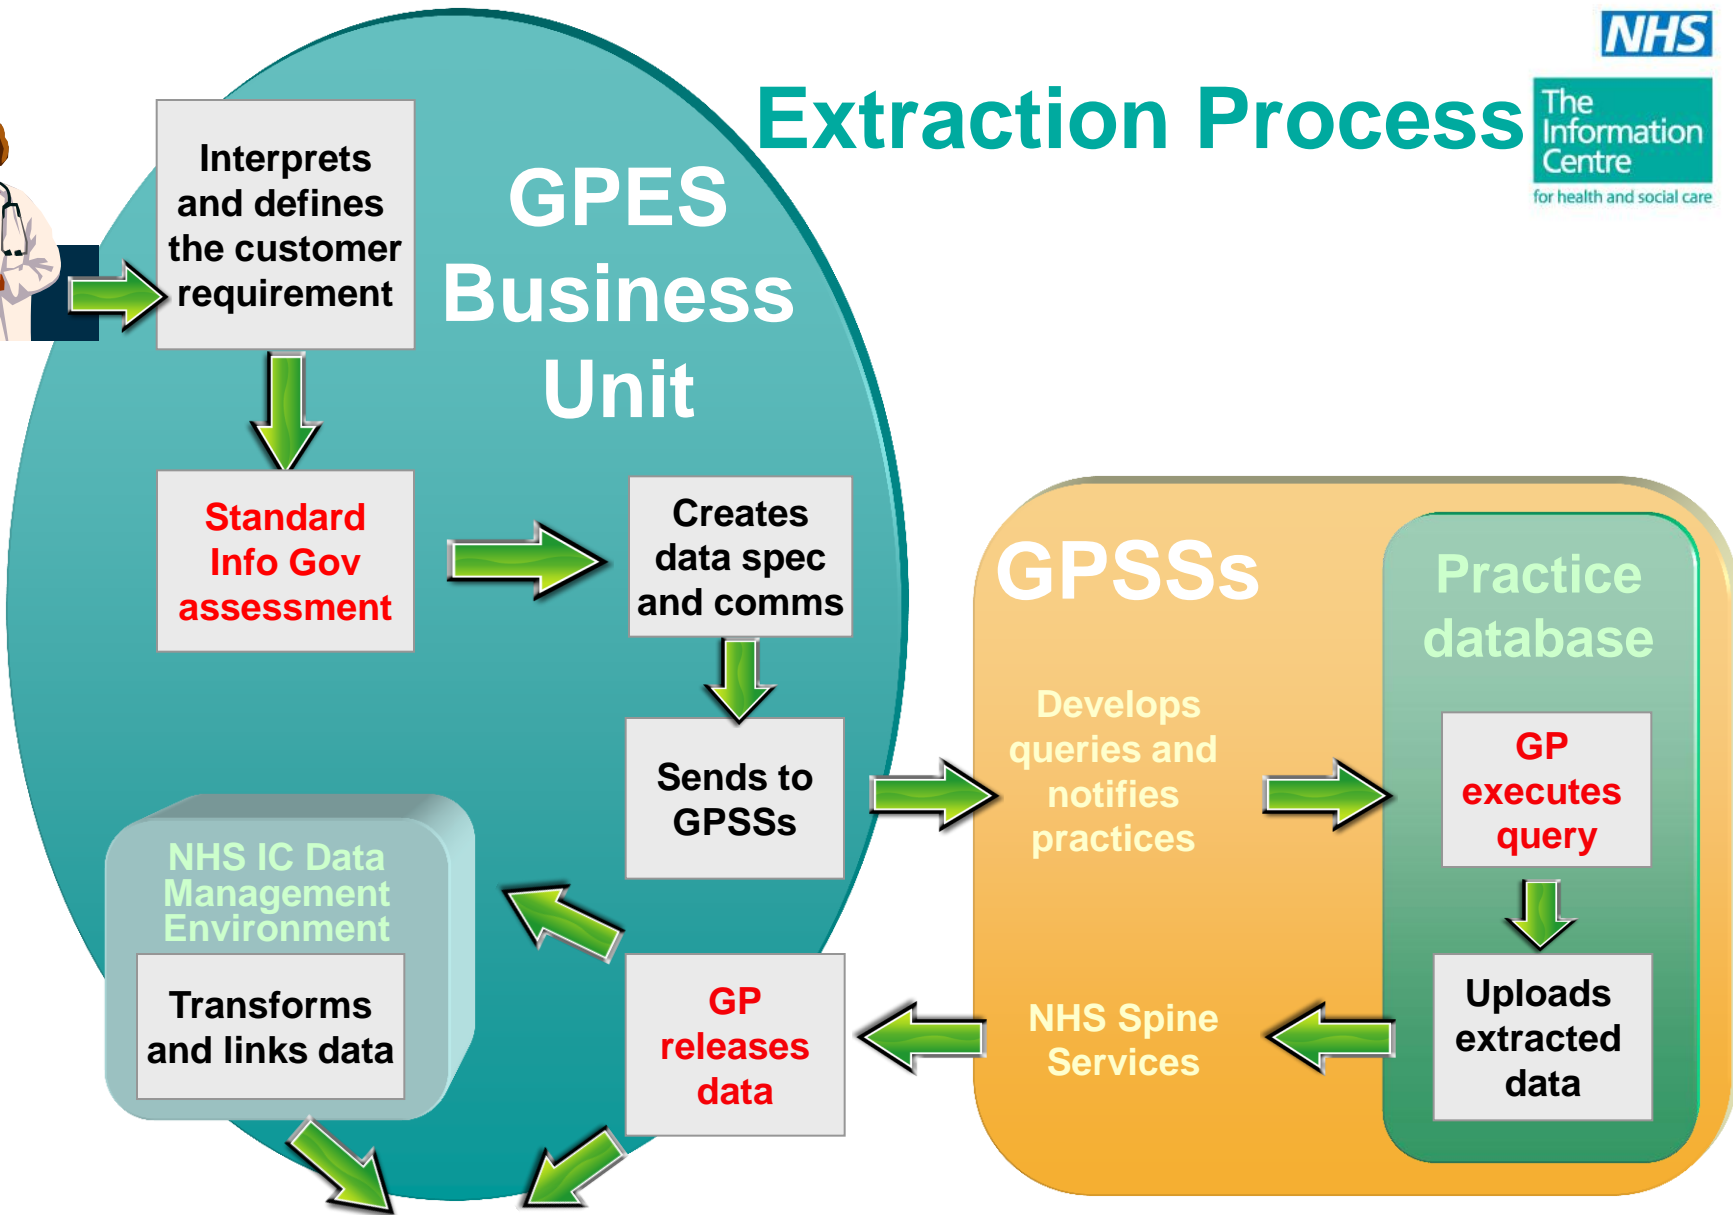 NHS
Extraction Process
The
Information
Centre
for health and social care
GPES
Business
Unit
Interprets
and defines
the customer
requirement
Standard
Info Gov
assessment
Creates
data spec
and comms
Sends to
GPSSs
GPSSs
Develops
queries and
notifies
practices
Practice
database
GP
executes
query
Uploads
extracted
data
NHS Spine
Services
GP
releases
data
NHS IC Data
Management
Environment
Transforms
and links data